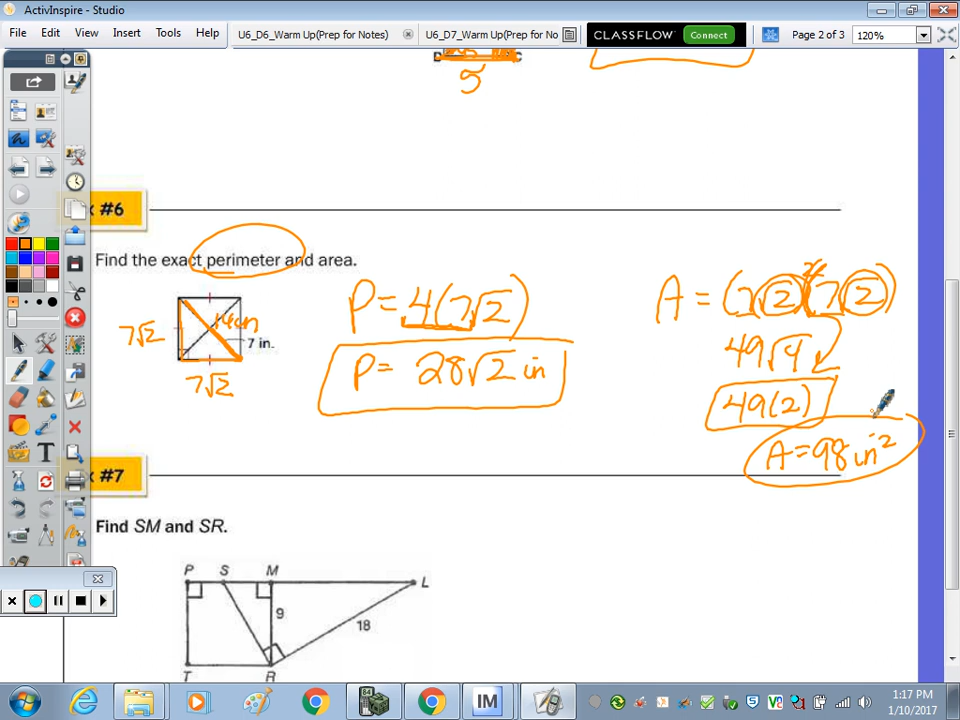 ActivInspire - Studio
File Edit View Insert Tools Help
U6_D6_Warm Up(Prep for Notes)
U6_D7_Warm Up(Prep for No
CLASSFLOW Connect
Page 2 of 3
120%
5
x #6
Find the exact perimeter and area.
14in
7√2
7 in.
7√2
P = 4(7√2)
P = 28√2 in
A = (7√2)(7√2)
49√4
49(2)
A = 98 in²
x #7
Find SM and SR.
P S M L
9
18
T R
1:17 PM
1/10/2017